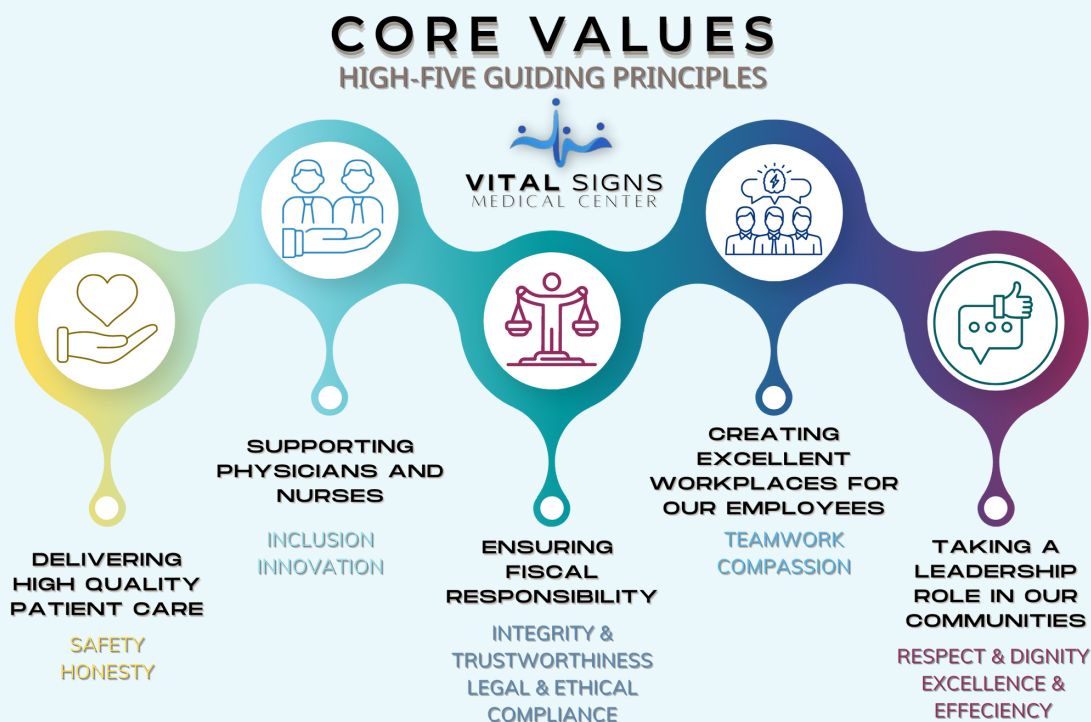 CORE VALUES
HIGH-FIVE GUIDING PRINCIPLES
VITAL SIGNS
MEDICAL CENTER
DELIVERING
HIGH QUALITY
PATIENT CARE
SAFETY
HONESTY
SUPPORTING
PHYSICIANS AND
NURSES
INCLUSION
INNOVATION
ENSURING
FISCAL
RESPONSIBILITY
INTEGRITY &
TRUSTWORTHINESS
LEGAL & ETHICAL
COMPLIANCE
CREATING
EXCELLENT
WORKPLACES FOR
OUR EMPLOYEES
TEAMWORK
COMPASSION
TAKING A
LEADERSHIP
ROLE IN OUR
COMMUNITIES
RESPECT & DIGNITY
EXCELLENCE &
EFFECIENCY